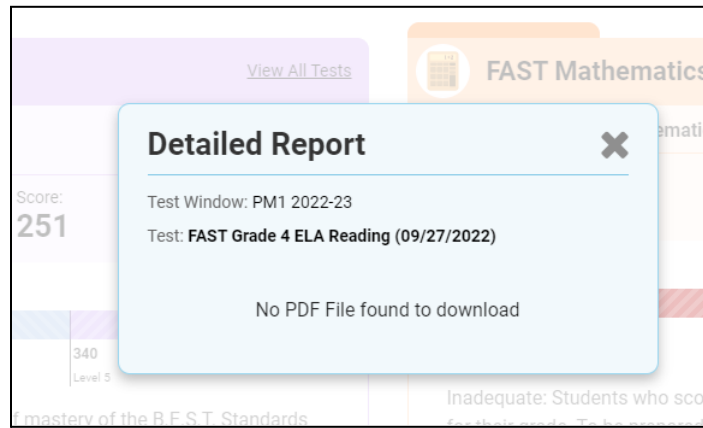 View All Tests
FAST Mathematics
Detailed Report
emati
Score:
251
Test Window: PM1 2022-23
Test: FAST Grade 4 ELA Reading (09/27/2022)
No PDF File found to download
340
Level 5
Inadequate: Students who sco
f mastery of the B.E.S.T. Standards
for their grade. To be prepared